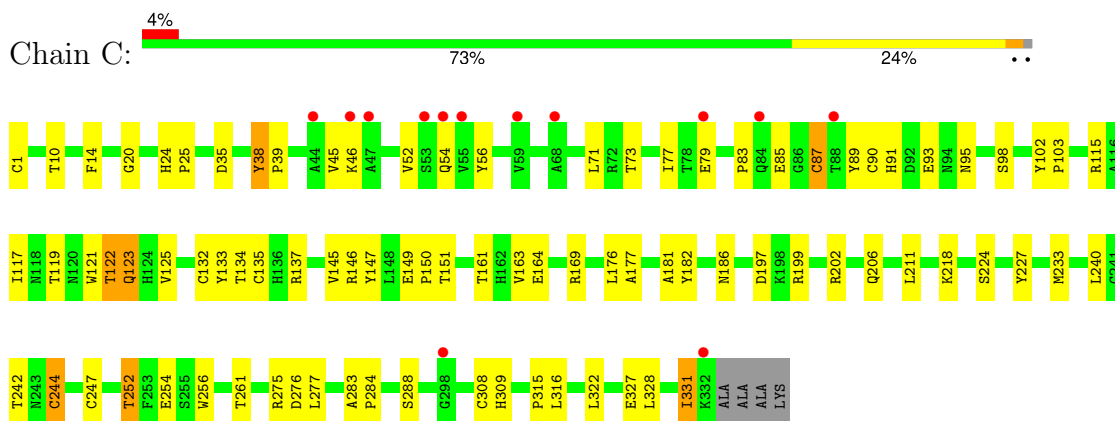 4%
Chain C:
73% 24% ••
C1 T10 F14 G20 H24 P25 D35 Y38 P39 A44 V45 K46 A47 V52 S53 Q54 V55 Y56 V59 A68 L71 R72 T73 I77 T78 E79 P83 Q84 E85 G86 C87 T88 Y89 C90 H91 D92 E93 N94 N95 S98 Y102 P103 R115 A116
I117 N118 T119 N120 W121 T122 Q123 H124 V125 C132 Y133 T134 C135 H136 R137 V145 R146 Y147 L148 E149 P150 T151 T161 H162 V163 E164 R169 L176 A177 A181 Y182 N186 D197 K198 R199 R202 Q206 L211 K218 S224 Y227 M233 L240 G241
T242 N243 C244 C247 T252 F253 E254 S255 W256 T261 R275 D276 L277 A283 P284 S288 G298 C308 H309 P315 L316 L322 E327 L328 I331 K332 ALA ALA ALA LYS